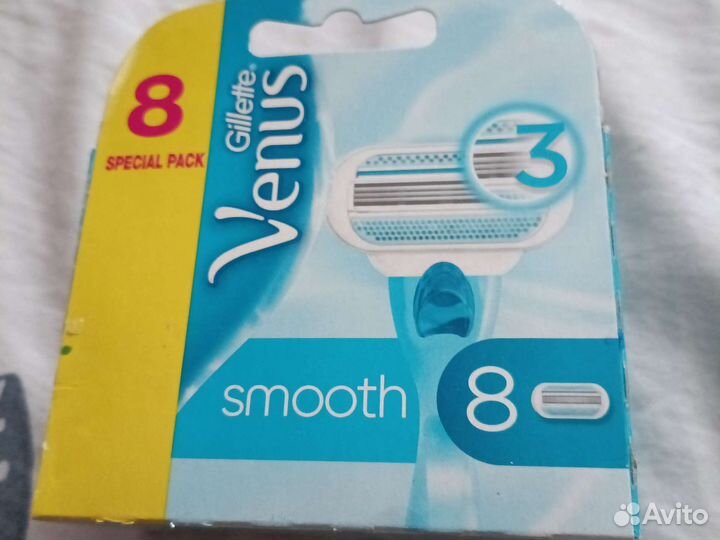 8
SPECIAL PACK
Gillette®
Venus
3
smooth
8
Avito